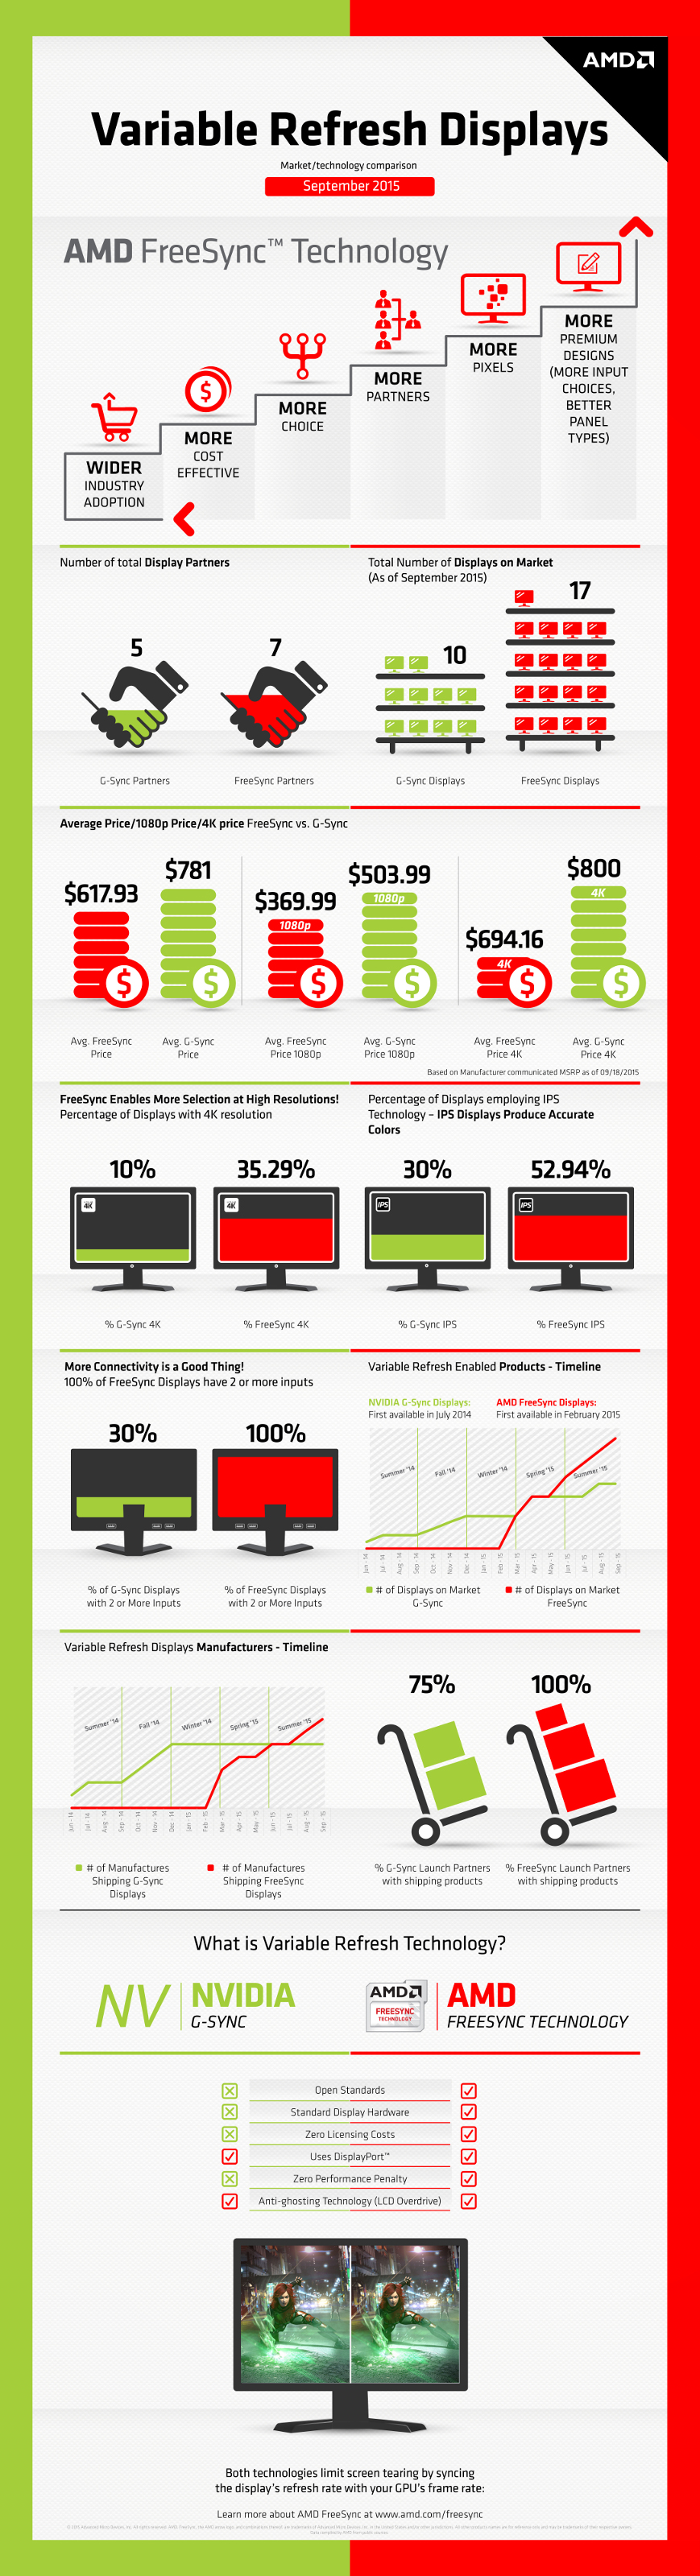 AMD
Variable Refresh Displays
Market/technology comparison
September 2015
AMD FreeSync™ Technology
WIDER
INDUSTRY
ADOPTION
MORE
COST
EFFECTIVE
MORE
CHOICE
MORE
PARTNERS
MORE
PIXELS
MORE
PREMIUM
DESIGNS
(MORE INPUT
CHOICES,
BETTER
PANEL
TYPES)
Number of total Display Partners
5
7
G-Sync Partners
FreeSync Partners
Total Number of Displays on Market
(As of September 2015)
10
17
G-Sync Displays
FreeSync Displays
Average Price/1080p Price/4K price FreeSync vs. G-Sync
$617.93
$781
$369.99
$503.99
$694.16
$800
1080p
1080p
4K
4K
$
$
$
$
$
$
Avg. FreeSync
Price
Avg. G-Sync
Price
Avg. FreeSync
Price 1080p
Avg. G-Sync
Price 1080p
Avg. FreeSync
Price 4K
Avg. G-Sync
Price 4K
Based on Manufacturer communicated MSRP as of 09/18/2015
FreeSync Enables More Selection at High Resolutions!
Percentage of Displays with 4K resolution
10%
35.29%
4K
4K
% G-Sync 4K
% FreeSync 4K
Percentage of Displays employing IPS
Technology – IPS Displays Produce Accurate
Colors
30%
52.94%
IPS
IPS
% G-Sync IPS
% FreeSync IPS
More Connectivity is a Good Thing!
100% of FreeSync Displays have 2 or more inputs
30%
100%
% of G-Sync Displays
with 2 or More Inputs
% of FreeSync Displays
with 2 or More Inputs
Variable Refresh Enabled Products - Timeline
NVIDIA G-Sync Displays:
First available in July 2014
AMD FreeSync Displays:
First available in February 2015
Summer '14
Fall '14
Winter '14
Spring '15
Summer '15
Jun - 14
Jul - 14
Aug - 14
Sep - 14
Oct - 14
Nov - 14
Dec - 14
Jan - 15
Feb - 15
Mar - 15
Apr - 15
May - 15
Jun - 15
Jul - 15
Aug - 15
Sep - 15
# of Displays on Market
G-Sync
# of Displays on Market
FreeSync
Variable Refresh Displays Manufacturers - Timeline
Summer '14
Fall '14
Winter '14
Spring '15
Summer '15
Jun - 14
Jul - 14
Aug - 14
Sep - 14
Oct - 14
Nov - 14
Dec - 14
Jan - 15
Feb - 15
Mar - 15
Apr - 15
May - 15
Jun - 15
Jul - 15
Aug - 15
Sep - 15
# of Manufactures
Shipping G-Sync
Displays
# of Manufactures
Shipping FreeSync
Displays
75%
100%
% G-Sync Launch Partners
with shipping products
% FreeSync Launch Partners
with shipping products
What is Variable Refresh Technology?
NV
NVIDIA
G-SYNC
AMD
FREESYNC
TECHNOLOGY
AMD
FREESYNC TECHNOLOGY
Open Standards
Standard Display Hardware
Zero Licensing Costs
Uses DisplayPort™
Zero Performance Penalty
Anti-ghosting Technology (LCD Overdrive)
Both technologies limit screen tearing by syncing
the display's refresh rate with your GPU's frame rate:
Learn more about AMD FreeSync at www.amd.com/freesync